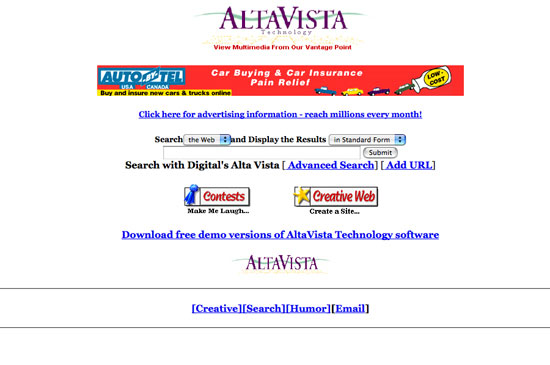 ALTAVISTA
Technology
View Multimedia From Our Vantage Point
AUTO-TEL Car Buying & Car Insurance LOW-COST
USA AND CANADA Pain Relief
Buy and insure new cars & trucks online
Click here for advertising information - reach millions every month!
Search the Web and Display the Results in Standard Form
Submit
Search with Digital's Alta Vista [ Advanced Search] [ Add URL]
Contests Creative Web
Make Me Laugh... Create a Site...
Download free demo versions of AltaVista Technology software
ALTAVISTA
[Creative][Search][Humor][Email]